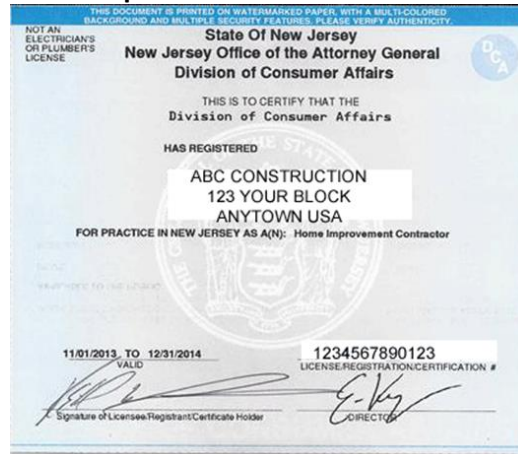 THIS DOCUMENT IS PRINTED ON WATERMARKED PAPER, WITH A MULTI-COLORED
BACKGROUND AND MULTIPLE SECURITY FEATURES. PLEASE VERIFY AUTHENTICITY.
NOT AN
ELECTRICIAN'S
OR PLUMBER'S
LICENSE
State Of New Jersey
New Jersey Office of the Attorney General
Division of Consumer Affairs
DCA
THIS IS TO CERTIFY THAT THE
Division of Consumer Affairs
HAS REGISTERED
ABC CONSTRUCTION
123 YOUR BLOCK
ANYTOWN USA
FOR PRACTICE IN NEW JERSEY AS A(N): Home Improvement Contractor
11/01/2013 TO 12/31/2014
VALID
1234567890123
LICENSE/REGISTRATION/CERTIFICATION #
Signature of Licensee/Registrant/Certificate Holder
DIRECTOR